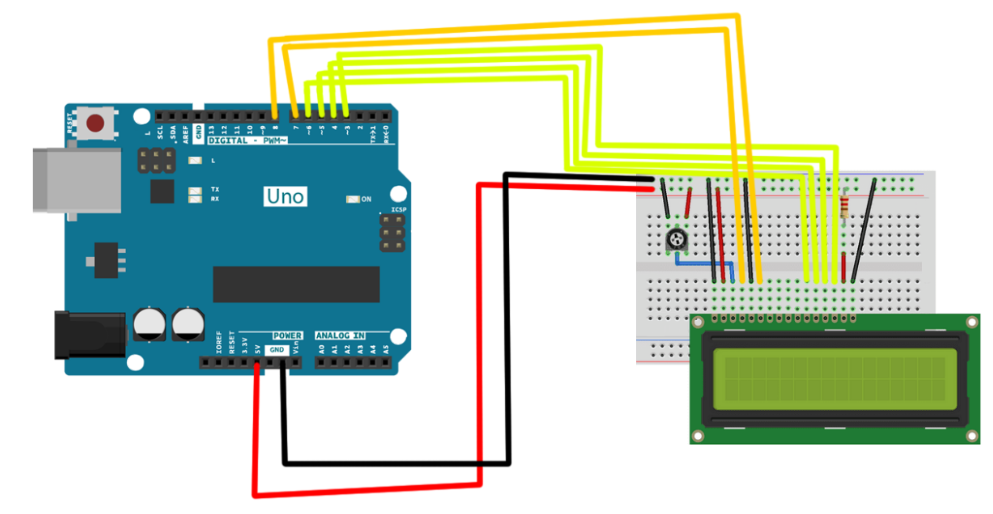 RESET
L
SCL
SDA
AREF
GND
13
12
11
10
~9
8
7
~6
~5
4
~3
2
TX→1
RX←0
DIGITAL - PWM~
L
TX
RX
Uno
ON
ICSP
IOREF
RESET
3.3V
5V
GND
Vin
POWER
ANALOG IN
A0
A1
A2
A3
A4
A5